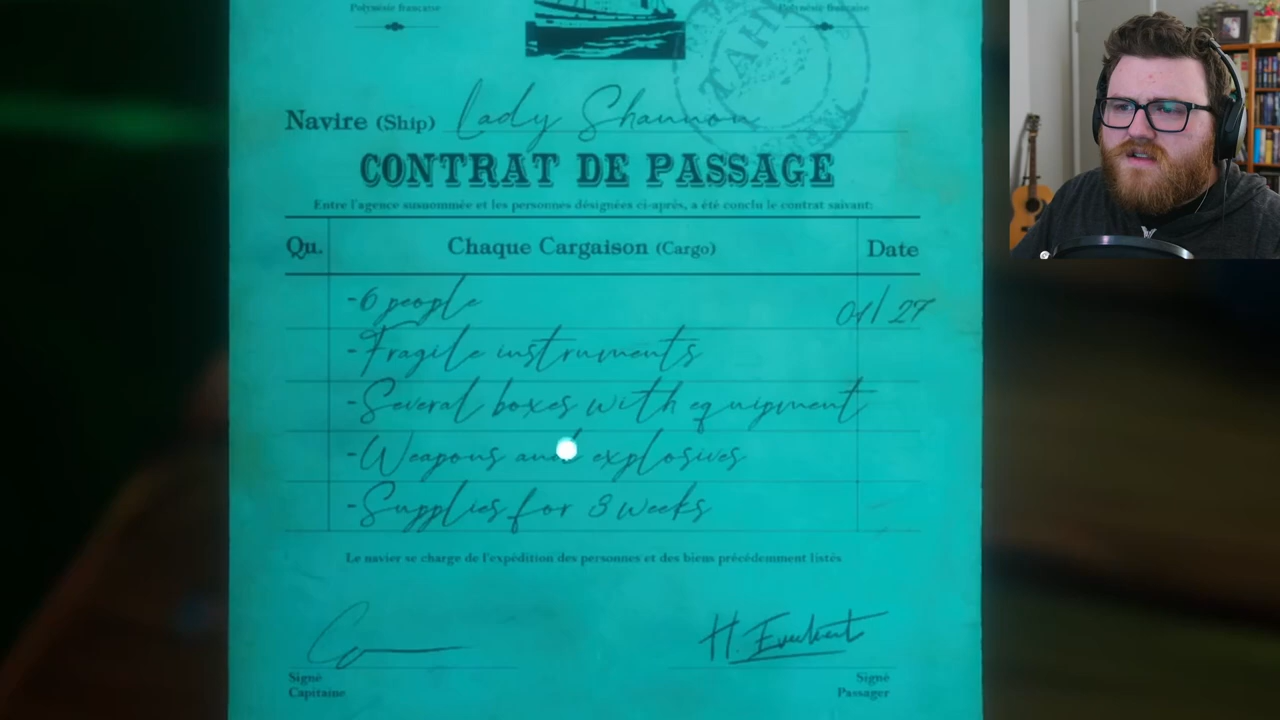 Polynésie française
Polynésie française
Navire (Ship) Lady Shannon
CONTRAT DE PASSAGE
Entre l'agence susnommée et les personnes désignées ci-après, a été conclu le contrat suivant:
Qu. Chaque Cargaison (Cargo) Date
-6 people 01/27
-Fragile instruments
-Several boxes with equipment
-Weapons and explosives
-Supplies for 3 weeks
Le navier se charge de l'expédition des personnes et des biens précédemment listés
H. Everhart
Signé
Capitaine
Signé
Passager